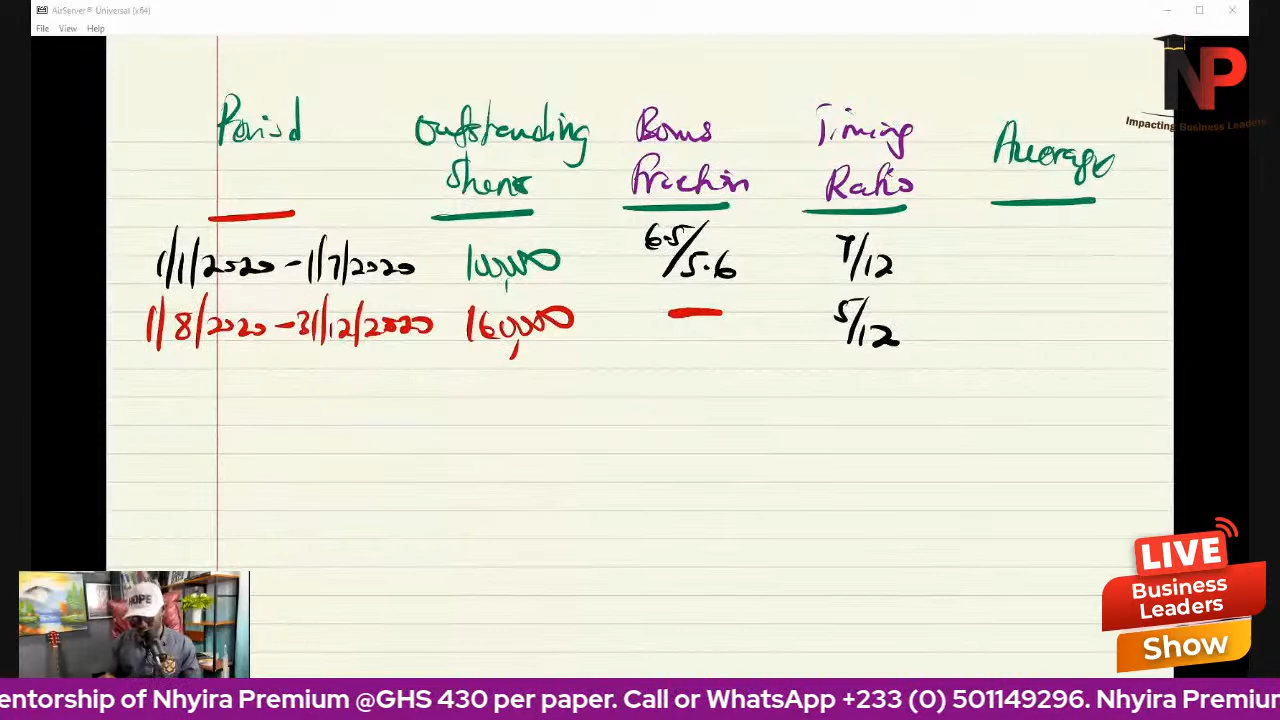 AirServer® Universal (x64)
File View Help
NP
Impacting Business Leaders
Period Outstanding Shares Bonus Fraction Timing Ratio Average
1/1/2020 - 1/7/2020 100,000 6.5/5.6 7/12
1/8/2020 - 31/12/2020 160,000 - 5/12
HOPE
LIVE
Business
Leaders
Show
entorship of Nhyira Premium @GHS 430 per paper. Call or WhatsApp +233 (0) 501149296. Nhyira Premium